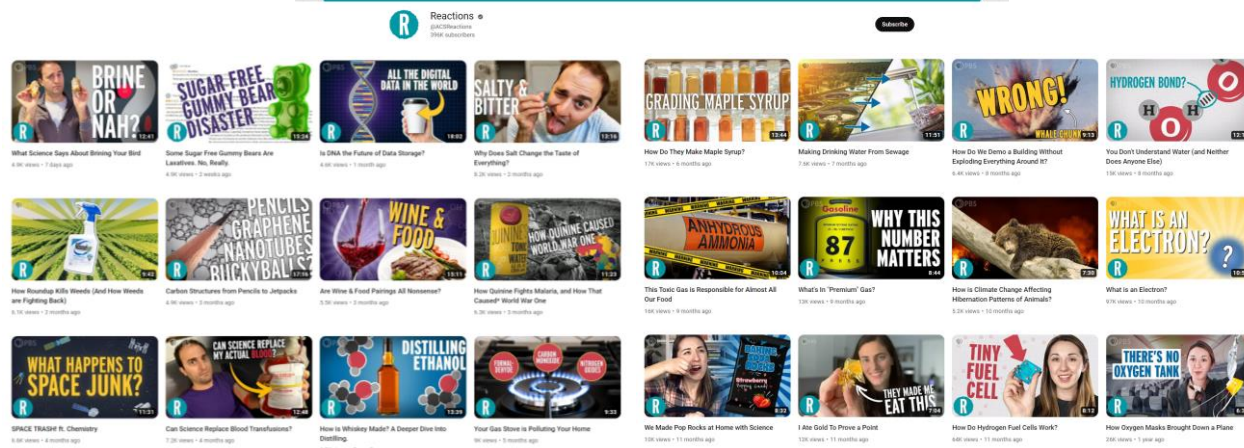 Reactions
@ACSReactions
396K subscribers
Subscribe
PBS
BRINE
OR
NAH?
R
12:41
What Science Says About Brining Your Bird
4.9K views • 7 days ago
SUGAR-FREE
GUMMY BEAR
DISASTER
R
15:24
Some Sugar Free Gummy Bears Are
Laxatives. No, Really.
4.9K views • 2 weeks ago
ALL THE DIGITAL
DATA IN THE WORLD
R
18:02
Is DNA the Future of Data Storage?
4.6K views • 1 month ago
SALTY &
BITTER
R
13:16
Why Does Salt Change the Taste of
Everything?
8.2K views • 2 months ago
GRADING MAPLE SYRUP
R
13:44
How Do They Make Maple Syrup?
17K views • 6 months ago
R
11:51
Making Drinking Water From Sewage
7.6K views • 7 months ago
WRONG!
WHALE CHUNK
R
9:13
How Do We Demo a Building Without
Exploding Everything Around It?
6.4K views • 8 months ago
HYDROGEN BOND?
H
H
O
O
R
You Don't Understand Water (and Neither
Does Anyone Else)
15K views • 8 months ago
R
9:42
How Roundup Kills Weeds (And How Weeds
are Fighting Back)
6.1K views • 2 months ago
PENCILS
GRAPHENE
NANOTUBES
BUCKYBALLS?
R
17:16
Carbon Structures from Pencils to Jetpacks
4.9K views • 3 months ago
WINE &
FOOD
R
15:11
Are Wine & Food Pairings All Nonsense?
5.5K views • 3 months ago
QUININE
HOW QUININE CAUSED
WORLD WAR ONE
R
11:23
How Quinine Fights Malaria, and How That
Caused* World War One
6.3K views • 3 months ago
ANHYDROUS
AMMONIA
R
10:04
This Toxic Gas is Responsible for Almost All
Our Food
16K views • 9 months ago
PBS
Gasoline
87
WHY THIS
NUMBER
MATTERS
R
8:44
What's In "Premium" Gas?
13K views • 9 months ago
PBS
R
7:35
How is Climate Change Affecting
Hibernation Patterns of Animals?
5.2K views • 10 months ago
WHAT IS AN
ELECTRON?
?
R
What is an Electron?
97K views • 10 months ago
PBS
WHAT HAPPENS TO
SPACE JUNK?
R
11:31
SPACE TRASH! ft. Chemistry
9.6K views • 4 months ago
CAN SCIENCE REPLACE
MY ACTUAL BLOOD?
R
12:48
Can Science Replace Blood Transfusions?
7.2K views • 4 months ago
DISTILLING
ETHANOL
R
13:39
How is Whiskey Made? A Deeper Dive Into
Distilling.
PBS
FORMAL-
DEHYDE
CARBON
MONOXIDE
NITROGEN
OXIDES
R
9:33
Your Gas Stove is Polluting Your Home
9K views • 5 months ago
MAKING
POP
ROCKS
Strawberry
R
8:32
We Made Pop Rocks at Home with Science
10K views • 11 months ago
THEY MADE ME
EAT THIS
R
7:04
I Ate Gold To Prove a Point
12K views • 11 months ago
TINY
FUEL
CELL
R
8:12
How Do Hydrogen Fuel Cells Work?
64K views • 11 months ago
THERE'S NO
OXYGEN TANK
R
How Oxygen Masks Brought Down a Plane
26K views • 1 year ago